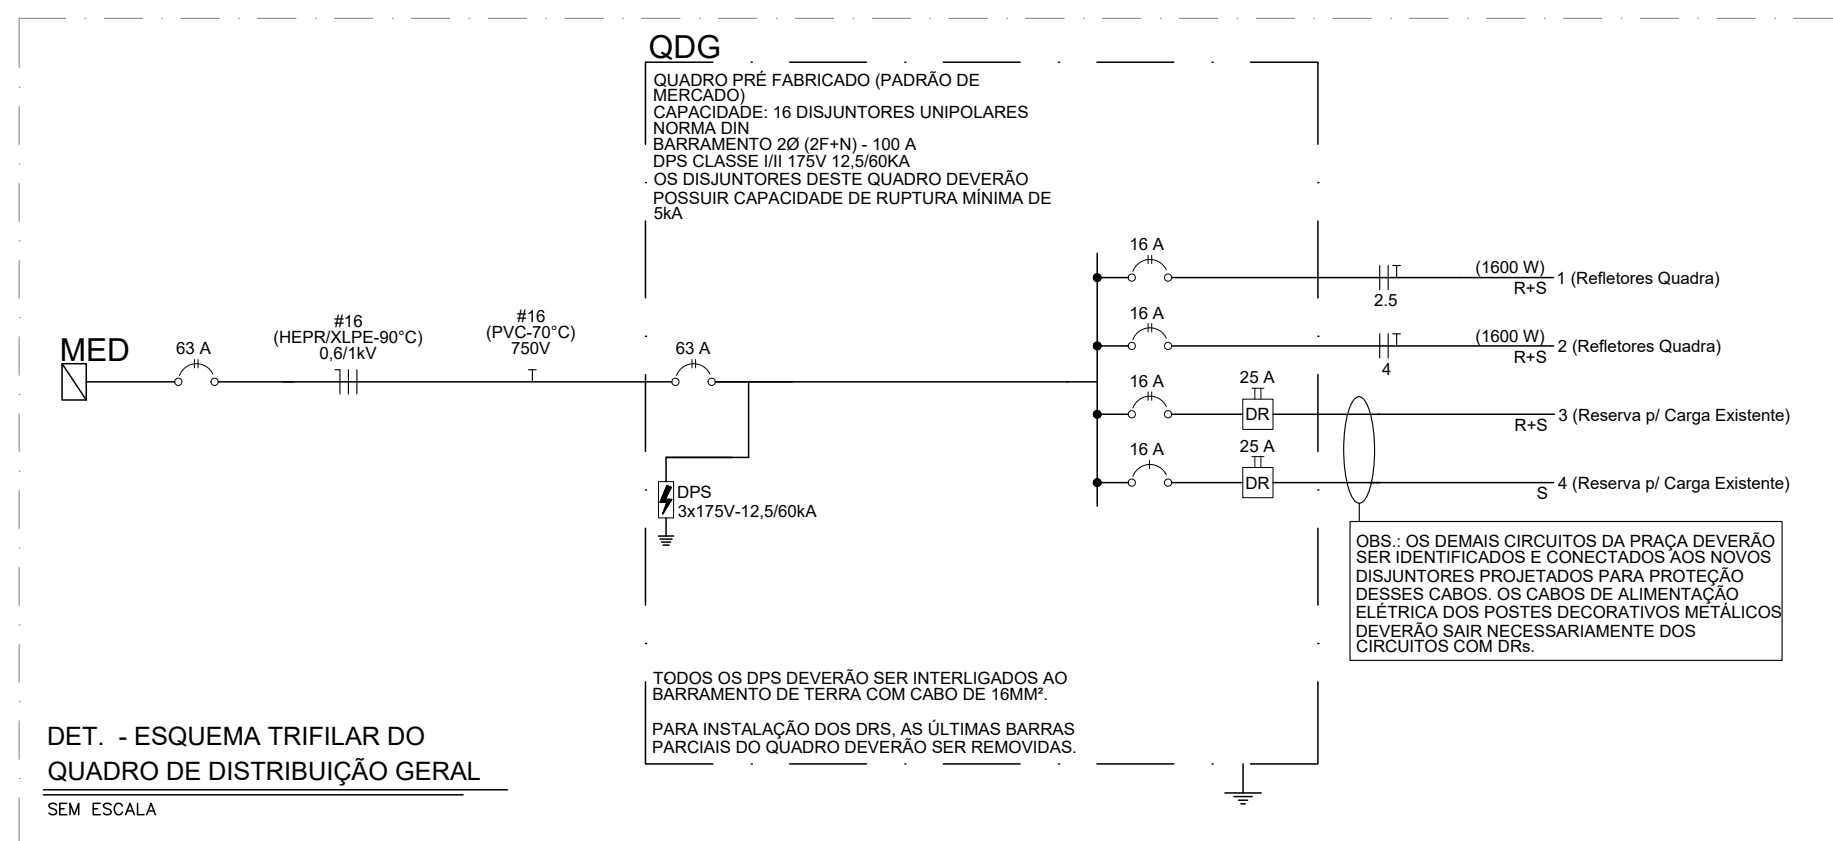 QDG
QUADRO PRÉ FABRICADO (PADRÃO DE
MERCADO)
CAPACIDADE: 16 DISJUNTORES UNIPOLARES
NORMA DIN
BARRAMENTO 2Ø (2F+N) - 100 A
DPS CLASSE I/II 175V 12,5/60KA
OS DISJUNTORES DESTE QUADRO DEVERÃO
POSSUIR CAPACIDADE DE RUPTURA MÍNIMA DE
5kA
MED
63 A
#16
(HEPR/XLPE-90°C)
0,6/1kV
#16
(PVC-70°C)
750V
63 A
DPS
3x175V-12,5/60kA
16 A
2.5
(1600 W)
R+S
1 (Refletores Quadra)
16 A
4
(1600 W)
R+S
2 (Refletores Quadra)
16 A
25 A
DR
R+S
3 (Reserva p/ Carga Existente)
16 A
25 A
DR
S
4 (Reserva p/ Carga Existente)
OBS.: OS DEMAIS CIRCUITOS DA PRAÇA DEVERÃO
SER IDENTIFICADOS E CONECTADOS AOS NOVOS
DISJUNTORES PROJETADOS PARA PROTEÇÃO
DESSES CABOS. OS CABOS DE ALIMENTAÇÃO
ELÉTRICA DOS POSTES DECORATIVOS METÁLICOS
DEVERÃO SAIR NECESSARIAMENTE DOS
CIRCUITOS COM DRs.
TODOS OS DPS DEVERÃO SER INTERLIGADOS AO
BARRAMENTO DE TERRA COM CABO DE 16MM².
PARA INSTALAÇÃO DOS DRS, AS ÚLTIMAS BARRAS
PARCIAIS DO QUADRO DEVERÃO SER REMOVIDAS.
DET. - ESQUEMA TRIFILAR DO
QUADRO DE DISTRIBUIÇÃO GERAL
SEM ESCALA